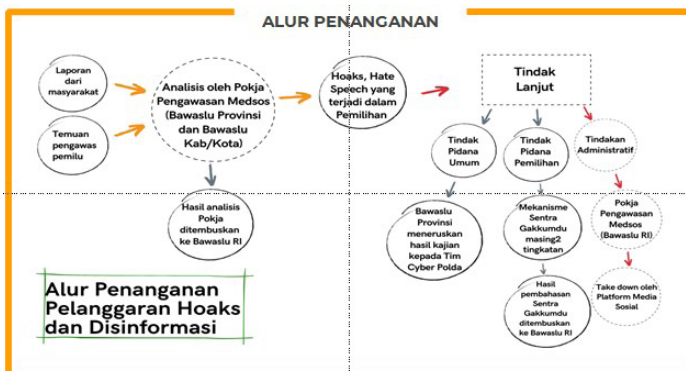 ALUR PENANGANAN
Laporan
dari
masyarakat
Temuan
pengawas
pemilu
Analisis oleh Pokja
Pengawasan Medsos
(Bawaslu Provinsi
dan Bawaslu
Kab/Kota)
Hasil analisis
Pokja
ditembuskan
ke Bawaslu RI
Hoaks, Hate
Speech yang
terjadi dalam
Pemilihan
Tindak
Lanjut
Tindak
Pidana
Umum
Tindak
Pidana
Pemilihan
Tindakan
Administratif
Bawaslu
Provinsi
meneruskan
hasil kajian
kepada Tim
Cyber Polda
Mekanisme
Sentra
Gakkumdu
masing2
tingkatan
Pokja
Pengawasan
Medsos
(Bawaslu RI)
Hasil
pembahasan
Sentra
Gakkumdu
ditembuskan
ke Bawaslu RI
Take down oleh
Platform Media
Sosial
Alur Penanganan
Pelanggaran Hoaks
dan Disinformasi